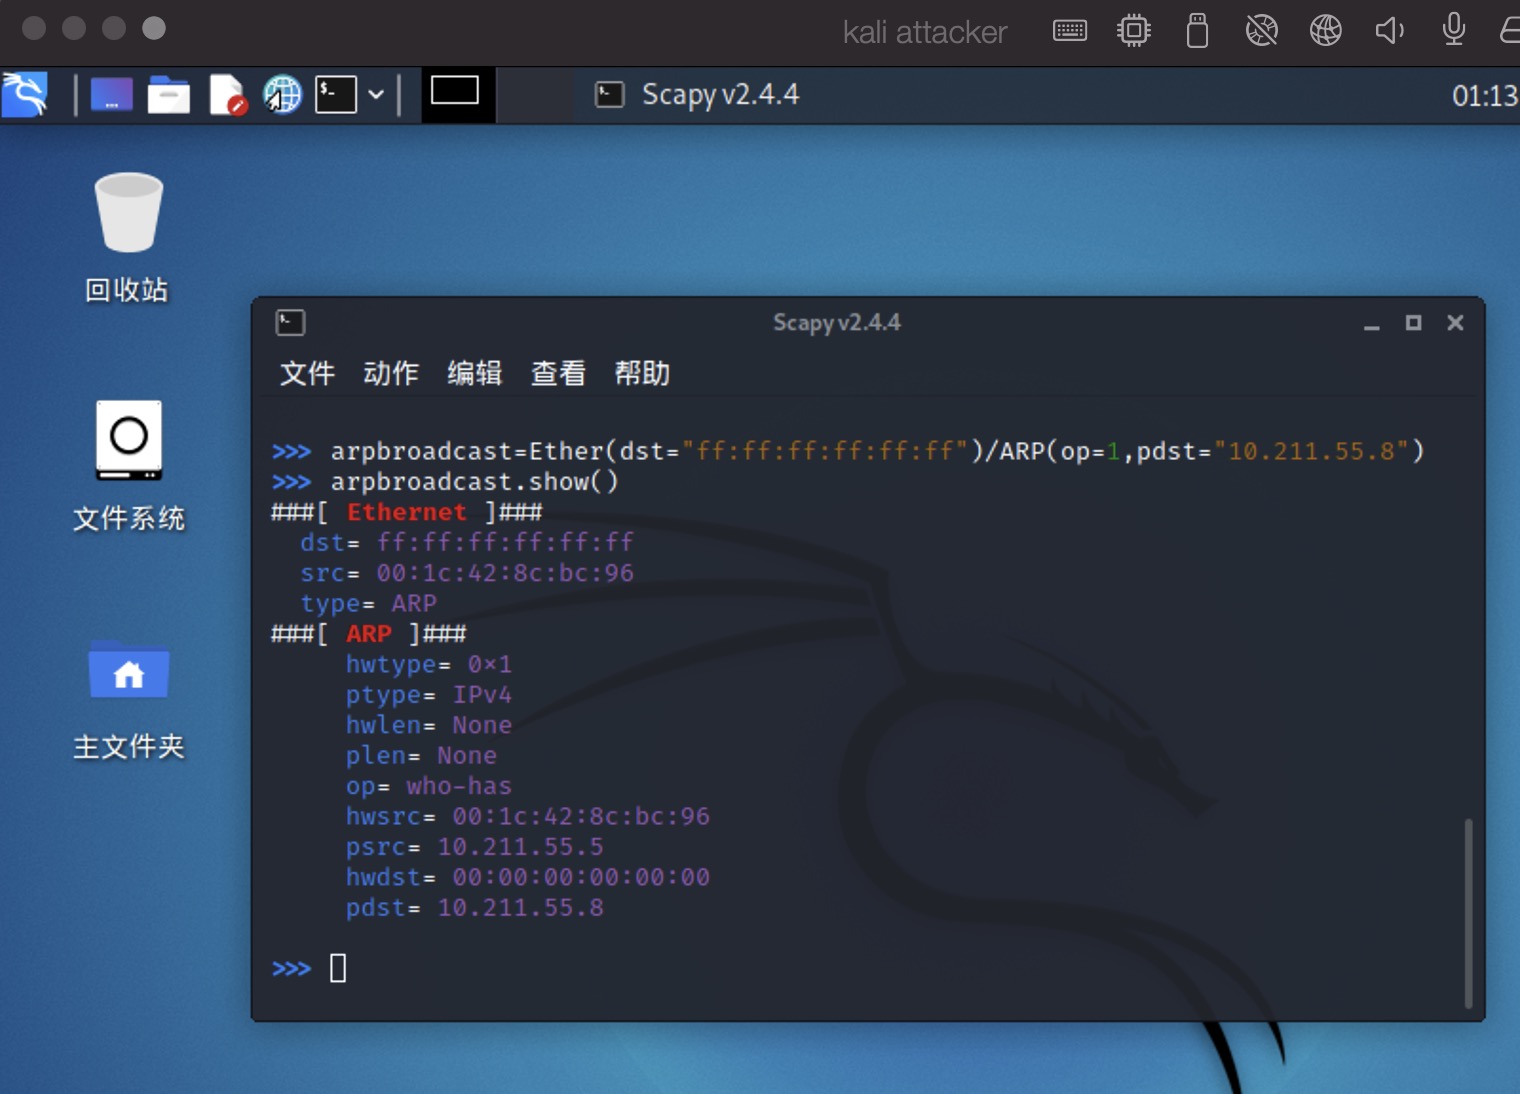 kali attacker
Scapy v2.4.4
01:13
回收站
文件系统
主文件夹
Scapy v2.4.4
文件 动作 编辑 查看 帮助
>>> arpbroadcast=Ether(dst="ff:ff:ff:ff:ff:ff")/ARP(op=1,pdst="10.211.55.8")
>>> arpbroadcast.show()
###[ Ethernet ]###
dst= ff:ff:ff:ff:ff:ff
src= 00:1c:42:8c:bc:96
type= ARP
###[ ARP ]###
hwtype= 0×1
ptype= IPv4
hwlen= None
plen= None
op= who-has
hwsrc= 00:1c:42:8c:bc:96
psrc= 10.211.55.5
hwdst= 00:00:00:00:00:00
pdst= 10.211.55.8
>>>